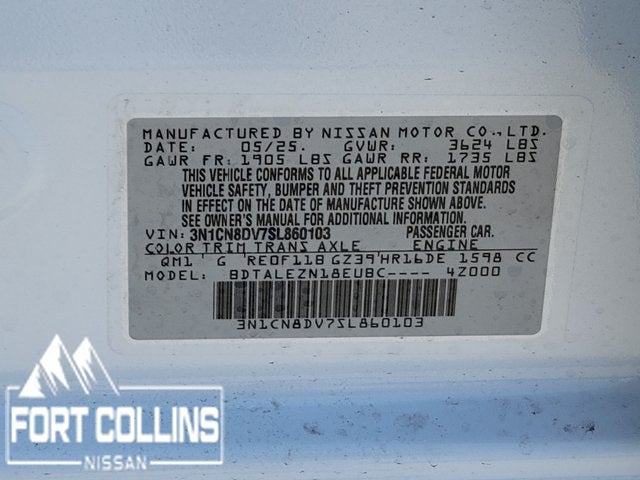 MANUFACTURED BY NISSAN MOTOR CO., LTD.
DATE: 05/25. GVWR: 3624 LBS
GAWR FR: 1905 LBS GAWR RR: 1735 LBS
THIS VEHICLE CONFORMS TO ALL APPLICABLE FEDERAL MOTOR
VEHICLE SAFETY, BUMPER AND THEFT PREVENTION STANDARDS
IN EFFECT ON THE DATE OF MANUFACTURE SHOWN ABOVE.
SEE OWNER'S MANUAL FOR ADDITIONAL INFORMATION.
VIN: 3N1CN8DV7SL860103 PASSENGER CAR.
COLOR TRIM TRANS AXLE ENGINE
QM1 G RE0F11B GZ39 HR16DE 1598 CC
MODEL: BDTALEZN18EUBC---- 4Z000
3N1CN8DV7SL860103
FORT COLLINS
NISSAN